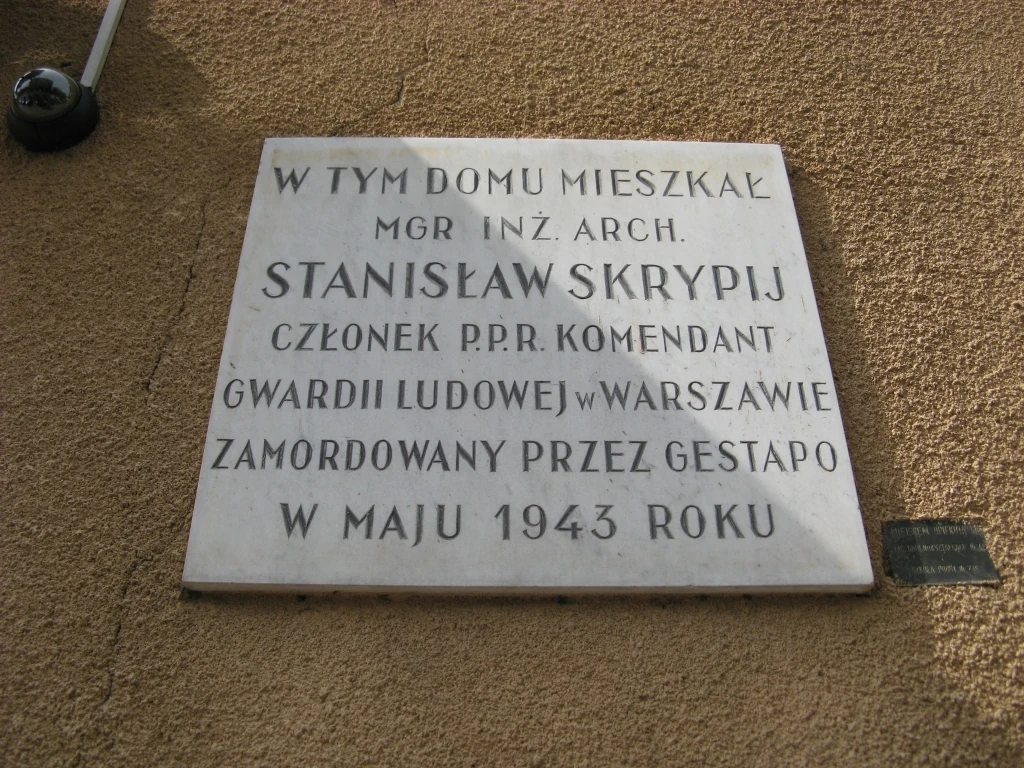 W TYM DOMU MIESZKAŁ
MGR INŻ. ARCH.
STANISŁAW SKRYPIJ
CZŁONEK P.P.R. KOMENDANT
GWARDII LUDOWEJ W WARSZAWIE
ZAMORDOWANY PRZEZ GESTAPO
W MAJU 1943 ROKU